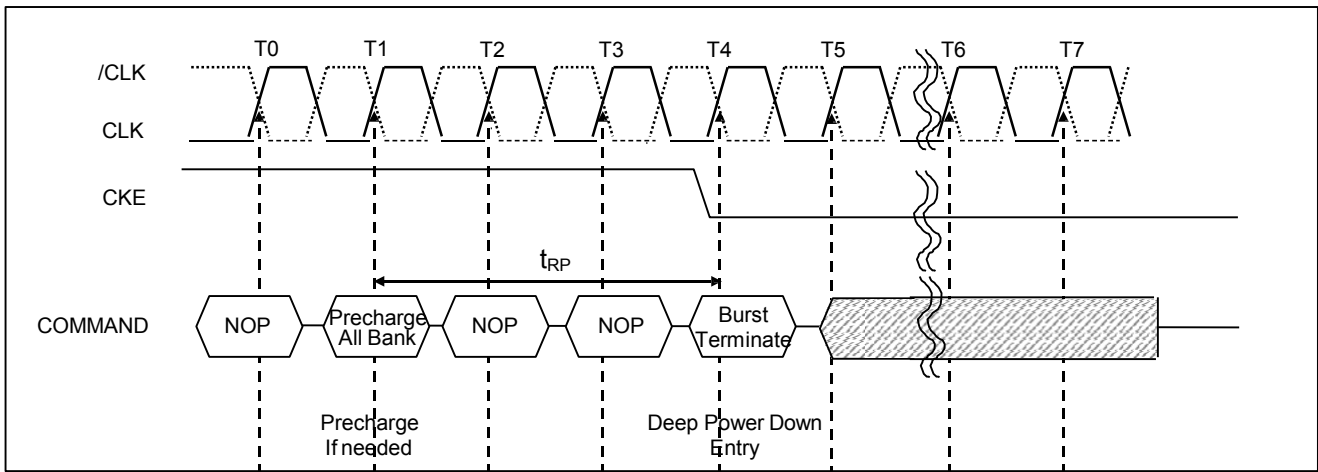 T0 T1 T2 T3 T4 T5 T6 T7
/CLK
CLK
CKE
tRP
COMMAND
NOP
Precharge
All Bank
NOP
NOP
Burst
Terminate
Precharge
If needed
Deep Power Down
Entry